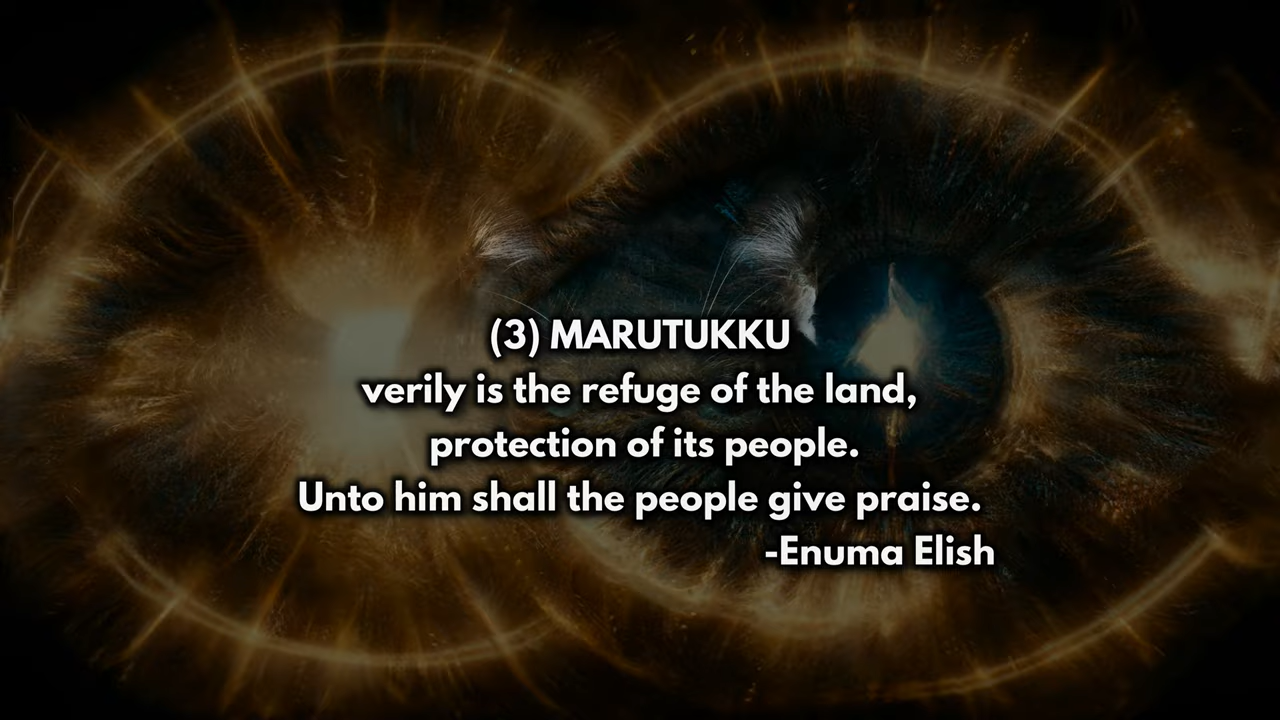 (3) MARUTUKKU
verily is the refuge of the land,
protection of its people.
Unto him shall the people give praise.
-Enuma Elish